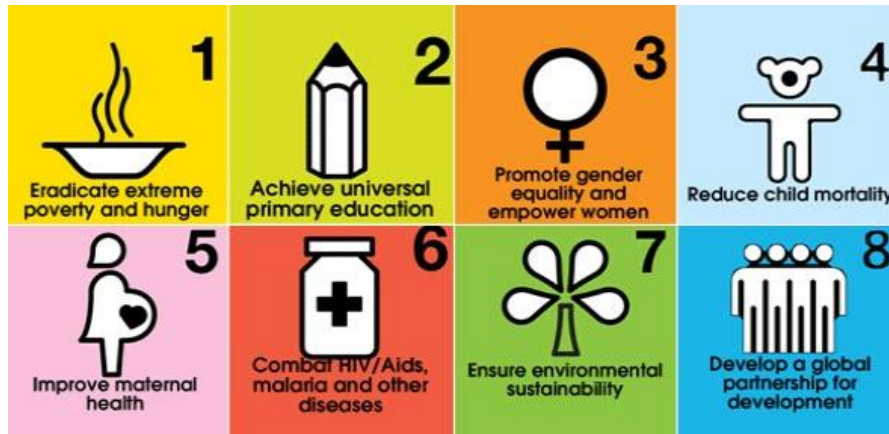 1
Eradicate extreme
poverty and hunger
2
Achieve universal
primary education
3
Promote gender
equality and
empower women
4
Reduce child mortality
5
Improve maternal
health
6
Combat HIV/Aids,
malaria and other
diseases
7
Ensure environmental
sustainability
8
Develop a global
partnership for
development